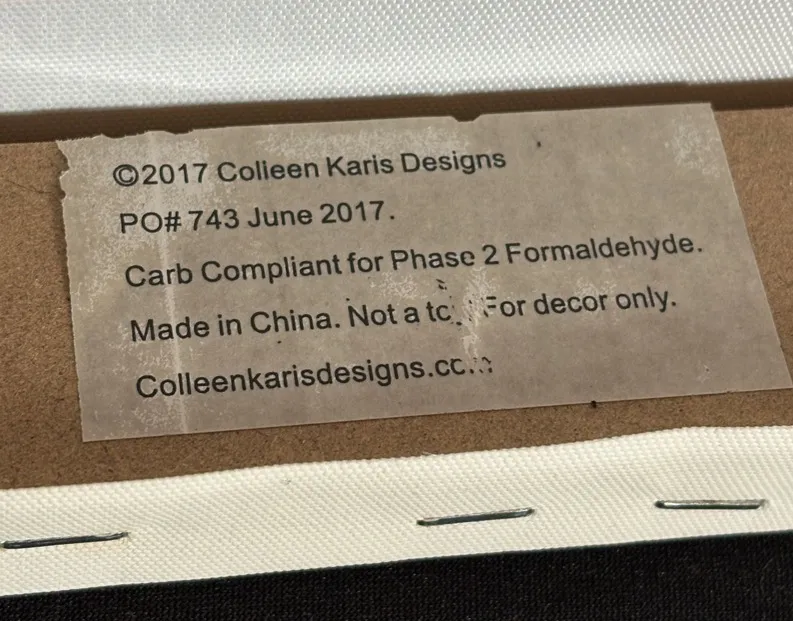 ©2017 Colleen Karis Designs
PO# 743 June 2017.
Carb Compliant for Phase 2 Formaldehyde.
Made in China. Not a For decor only.
Colleenkarisdesigns.com